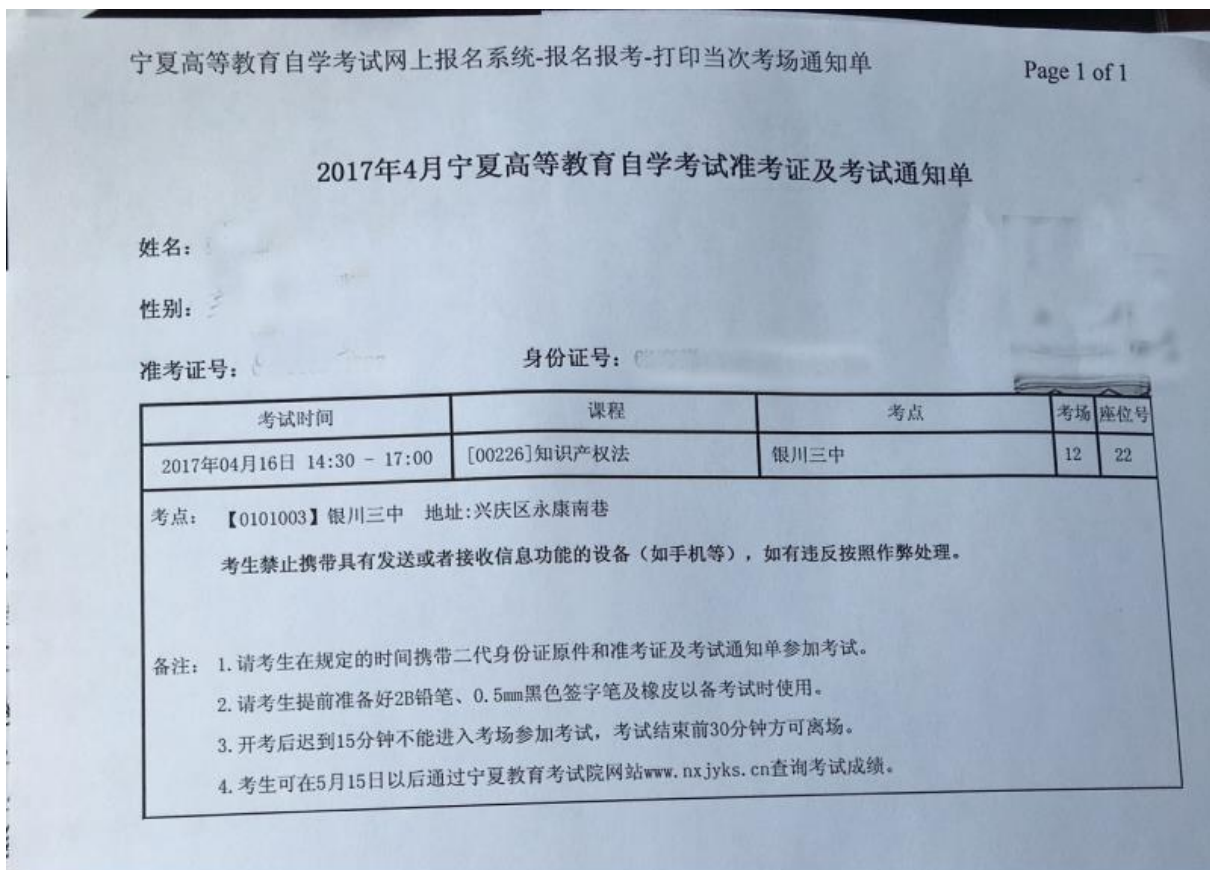 宁夏高等教育自学考试网上报名系统-报名报考-打印当次考场通知单 Page 1 of 1
2017年4月宁夏高等教育自学考试准考证及考试通知单
姓名:
性别:
准考证号: 身份证号:
考试时间 课程 考点 考场 座位号
2017年04月16日 14:30 - 17:00 [00226]知识产权法 银川三中 12 22
考点: 【0101003】银川三中 地址:兴庆区永康南巷
考生禁止携带具有发送或者接收信息功能的设备(如手机等),如有违反按照作弊处理。
备注: 1.请考生在规定的时间携带二代身份证原件和准考证及考试通知单参加考试。
2.请考生提前准备好2B铅笔、0.5mm黑色签字笔及橡皮以备考试时使用。
3.开考后迟到15分钟不能进入考场参加考试,考试结束前30分钟方可离场。
4.考生可在5月15日以后通过宁夏教育考试院网站www.nxjyks.cn查询考试成绩。